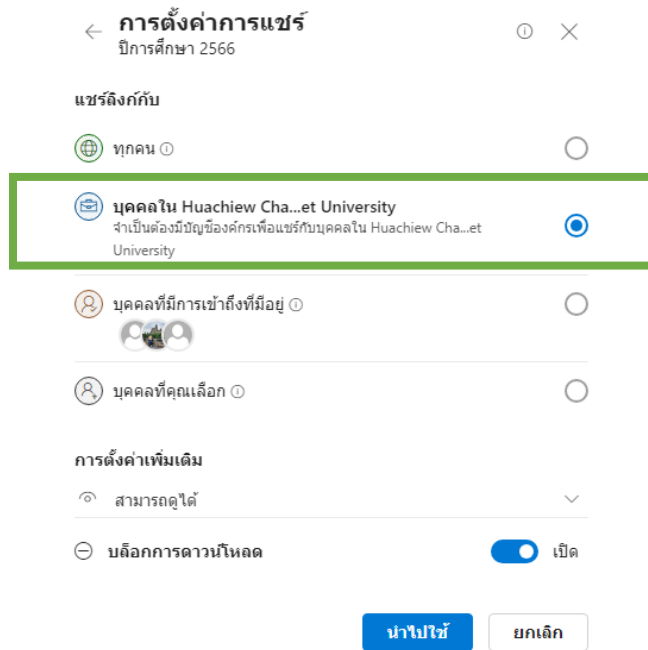 การตั้งค่าการแชร์
ปีการศึกษา 2566
แชร์ลิงก์กับ
ทุกคน
บุคคลใน Huachiew Cha...et University
จำเป็นต้องมีบัญชีองค์กรเพื่อแชร์กับบุคคลใน Huachiew Cha...et
University
บุคคลที่มีการเข้าถึงที่มีอยู่
บุคคลที่คุณเลือก
การตั้งค่าเพิ่มเติม
สามารถดูได้
บล็อกการดาวน์โหลด เปิด
นำไปใช้ ยกเลิก